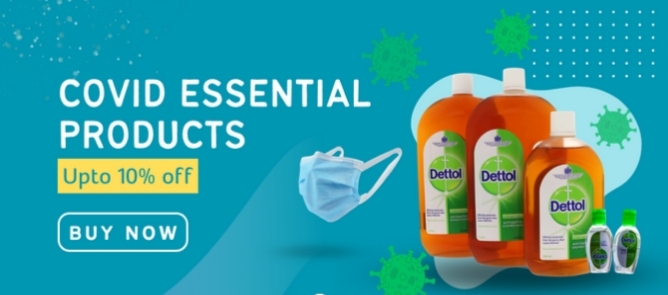 COVID ESSENTIAL
PRODUCTS
Upto 10% off
BUY NOW
Dettol
Dettol
Dettol